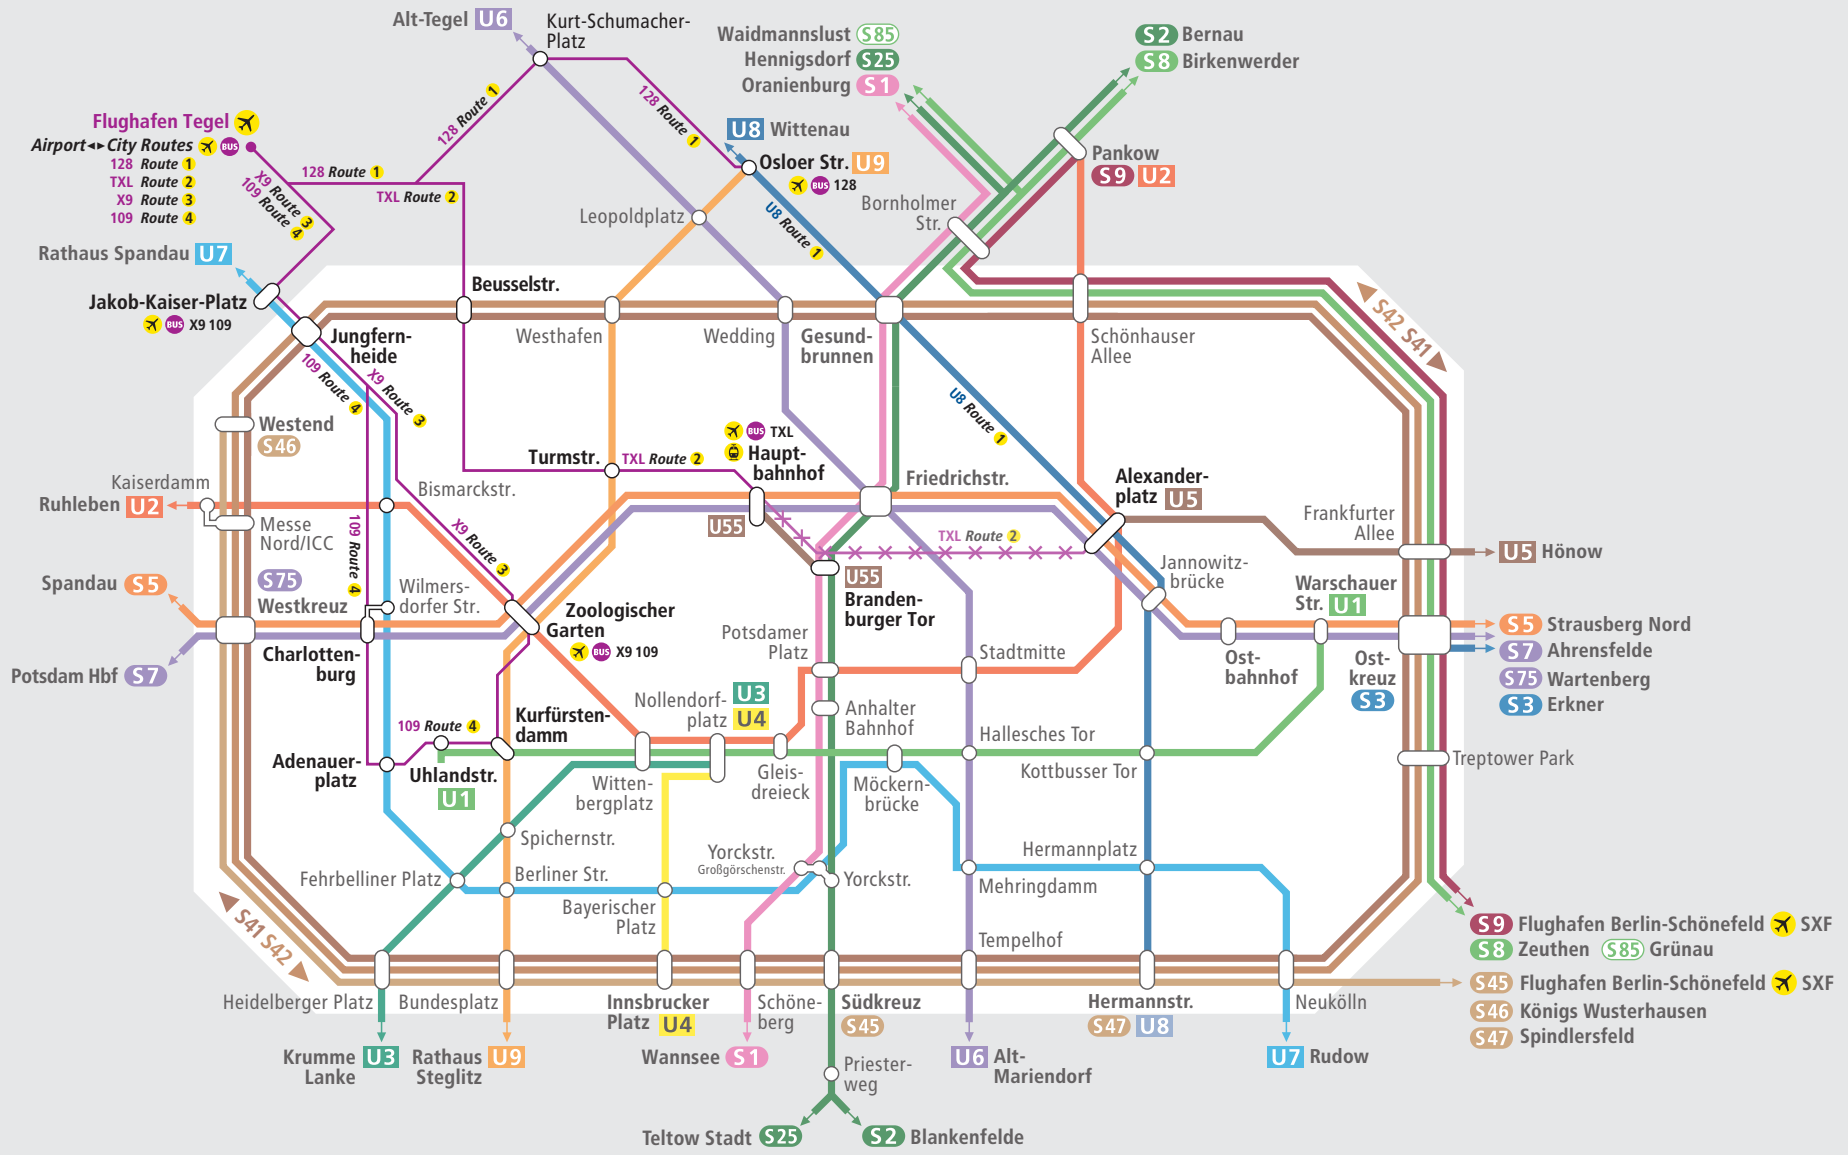 Alt-Tegel U6
Kurt-Schumacher-
Platz
Waidmannslust S85
Hennigsdorf S25
Oranienburg S1
S2 Bernau
S8 Birkenwerder
Flughafen Tegel
Airport◄►City Routes BUS
128 Route 1
TXL Route 2
X9 Route 3
109 Route 4
X9 Route 3
109 Route 4
128 Route 1
TXL Route 2
128 Route 1
128 Route 1
U8 Wittenau
Osloer Str. U9
BUS 128
Pankow
S9 U2
Bornholmer
Str.
Leopoldplatz
U8 Route 1
Rathaus Spandau U7
Jakob-Kaiser-Platz
BUS X9 109
Beusselstr.
Jungfern-
heide
Westhafen
Wedding
Gesund-
brunnen
Schönhauser
Allee
S42 S41
109 Route 4
X9 Route 3
U8 Route 1
Westend
S46
Kaiserdamm
Ruhleben U2
Messe
Nord/ICC
Bismarckstr.
Turmstr.
TXL Route 2
BUS TXL
Haupt-
bahnhof
U55
Friedrichstr.
Alexander-
platz U5
Frankfurter
Allee
U5 Hönow
TXL Route 2
109 Route 4
X9 Route 3
Spandau S5
S75
Westkreuz
Wilmers-
dorfer Str.
Potsdam Hbf S7
Charlotten-
burg
Zoologischer
Garten
BUS X9 109
U55
Branden-
burger Tor
Jannowitz-
brücke
Warschauer
Str. U1
S5 Strausberg Nord
S7 Ahrensfelde
S75 Wartenberg
S3 Erkner
Potsdamer
Platz
Stadtmitte
Ost-
bahnhof
Ost-
kreuz
S3
Nollendorf-
platz
U3
U4
Anhalter
Bahnhof
109 Route 4
Kurfürsten-
damm
Adenauer-
platz
Uhlandstr.
U1
Witten-
bergplatz
Gleis-
dreieck
Möckern-
brücke
Hallesches Tor
Kottbusser Tor
Treptower Park
Spichernstr.
Fehrbelliner Platz
Berliner Str.
Bayerischer
Platz
Yorckstr.
Großgörschenstr.
Yorckstr.
Hermannplatz
Mehringdamm
S41 S42
Tempelhof
S9 Flughafen Berlin-Schönefeld SXF
S8 Zeuthen S85 Grünau
S45 Flughafen Berlin-Schönefeld SXF
S46 Königs Wusterhausen
S47 Spindlersfeld
Heidelberger Platz
Bundesplatz
Innsbrucker
Platz U4
Schöne-
berg
Südkreuz
S45
Hermannstr.
S47 U8
Neukölln
Krumme
Lanke
U3
Rathaus
Steglitz
U9
Wannsee S1
Priester-
weg
U6 Alt-
Mariendorf
U7 Rudow
Teltow Stadt S25
S2 Blankenfelde